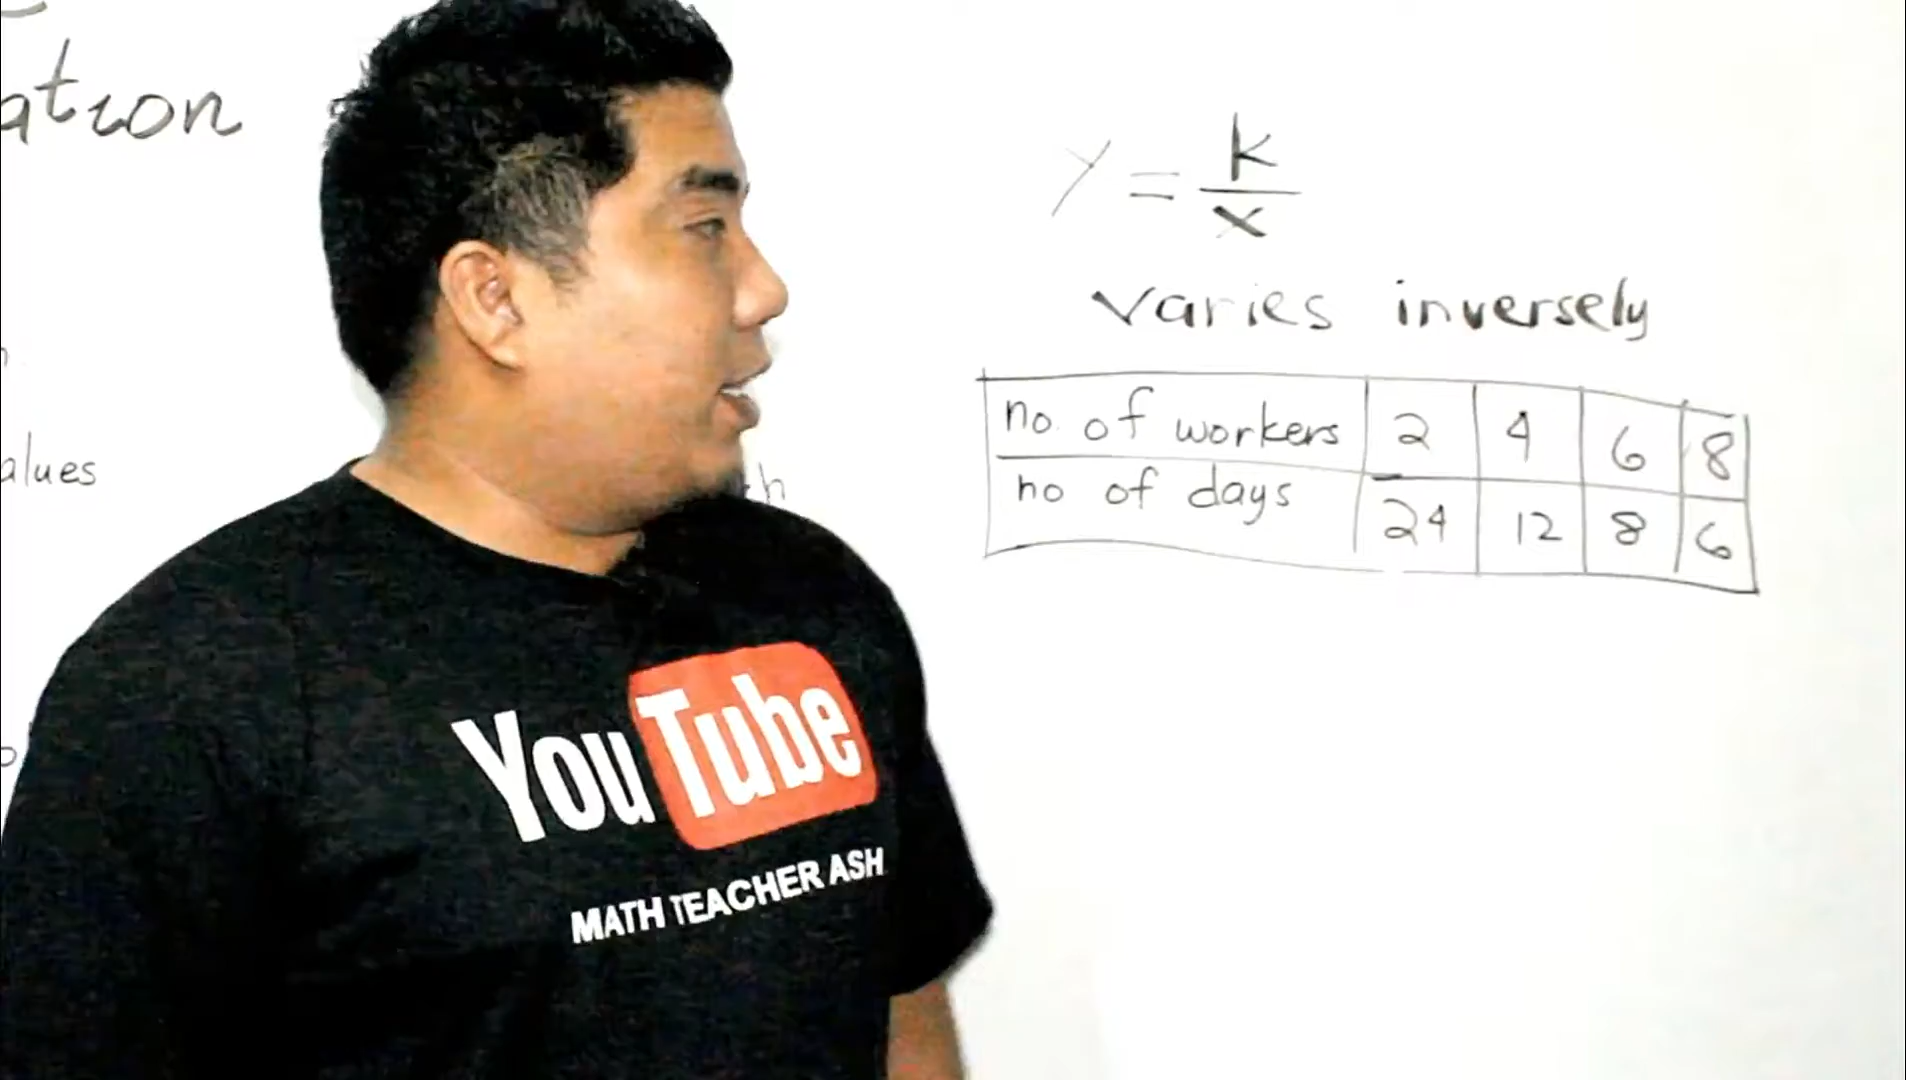 ation
y = k/x
varies inversely
no. of workers 2 4 6 8
no of days 24 12 8 6
alues
th
YouTube
MATH TEACHER ASH